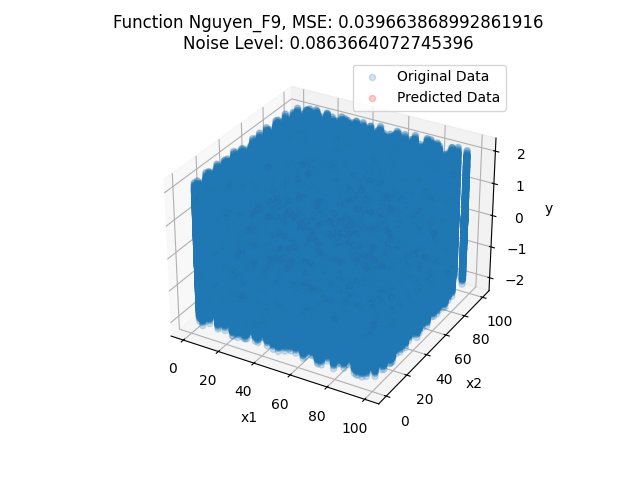 Function Nguyen_F9, MSE: 0.039663868992861916
Noise Level: 0.0863664072745396
Original Data
Predicted Data
2
1
0
−1
−2
y
100
80
60
40
20
0
x2
0
20
40
60
80
100
x1